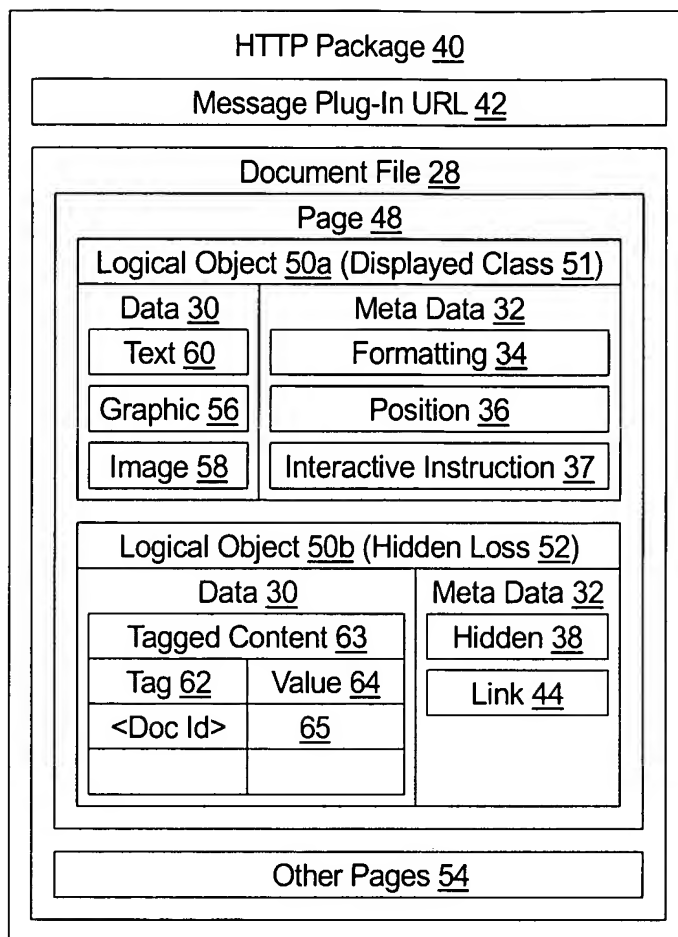 HTTP Package 40
Message Plug-In URL 42
Document File 28
Page 48
Logical Object 50a (Displayed Class 51)
Data 30
Meta Data 32
Text 60
Formatting 34
Graphic 56
Position 36
Image 58
Interactive Instruction 37
Logical Object 50b (Hidden Loss 52)
Data 30
Meta Data 32
Tagged Content 63
Hidden 38
Tag 62
Value 64
Link 44
<Doc Id>
65
Other Pages 54